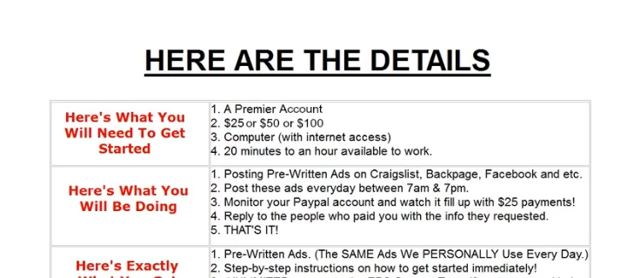 HERE ARE THE DETAILS
Here's What You
Will Need To Get
Started
1. A Premier Account
2. $25 or $50 or $100
3. Computer (with internet access)
4. 20 minutes to an hour available to work.
Here's What You
Will Be Doing
1. Posting Pre-Written Ads on Craigslist, Backpage, Facebook and etc.
2. Post these ads everyday between 7am & 7pm.
3. Monitor your Paypal account and watch it fill up with $25 payments!
4. Reply to the people who paid you with the info they requested.
5. THAT'S IT!
Here's Exactly
1. Pre-Written Ads. (The SAME Ads We PERSONALLY Use Every Day.)
2. Step-by-step instructions on how to get started immediately!